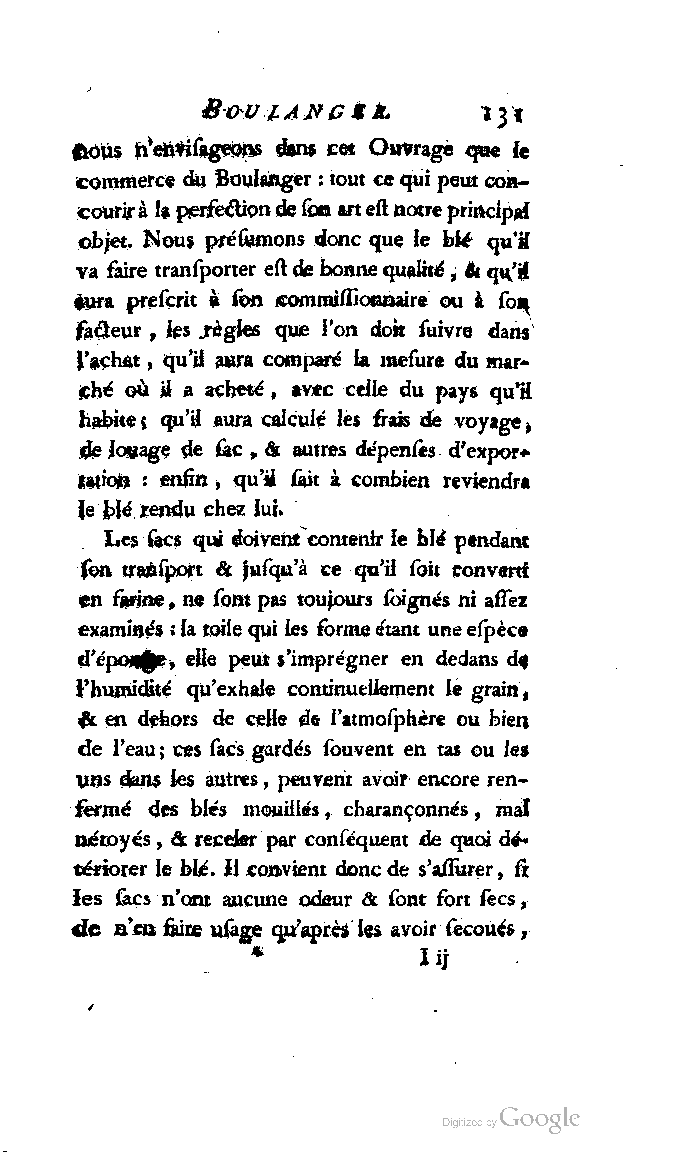 BOULANGER. 131
nous n'enviſageons dans cet Ouvrage que le
commerce du Boulanger : tout ce qui peut con-
courir à la perfection de ſon art eſt notre principal
objet. Nous préſumons donc que le blé qu'il
va faire tranſporter eſt de bonne qualité, & qu'il
aura preſcrit à ſon commiſſionnaire ou à ſon
facteur, les règles que l'on doit ſuivre dans
l'achat, qu'il aura comparé la meſure du mar-
ché où il a acheté, avec celle du pays qu'il
habite; qu'il aura calculé les frais de voyage,
de louage de ſac, & autres dépenſes d'expor-
tation : enfin, qu'il ſait à combien reviendra
le blé rendu chez lui.
Les ſacs qui doivent contenir le blé pendant
ſon tranſport & juſqu'à ce qu'il ſoit converti
en farine, ne ſont pas toujours ſoignés ni aſſez
examinés : la toile qui les forme étant une eſpèce
d'éponge, elle peut s'imprégner en dedans de
l'humidité qu'exhale continuellement le grain,
& en dehors de celle de l'atmoſphère ou bien
de l'eau; ces ſacs gardés ſouvent en tas ou les
uns dans les autres, peuvent avoir encore ren-
fermé des blés mouillés, charançonnés, mal
nétoyés, & receler par conſéquent de quoi dé-
tériorer le blé. Il convient donc de s'aſſurer, ſi
les ſacs n'ont aucune odeur & ſont fort ſecs,
de n'en faire uſage qu'après les avoir ſecoués,
* I ij
Digitized by Google